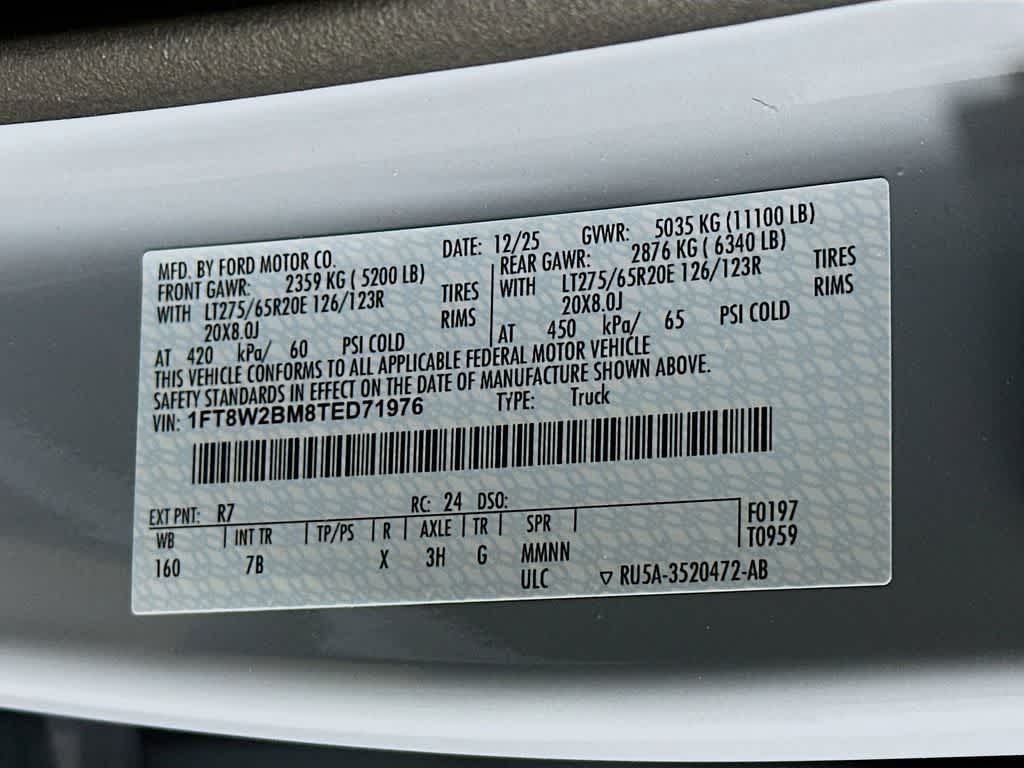 MFD. BY FORD MOTOR CO. DATE: 12/25 GVWR: 5035 KG (11100 LB)
FRONT GAWR: 2359 KG ( 5200 LB) REAR GAWR: 2876 KG ( 6340 LB)
WITH LT275/65R20E 126/123R TIRES WITH LT275/65R20E 126/123R TIRES
20X8.0J RIMS 20X8.0J RIMS
AT 420 kPa/ 60 PSI COLD AT 450 kPa/ 65 PSI COLD
THIS VEHICLE CONFORMS TO ALL APPLICABLE FEDERAL MOTOR VEHICLE
SAFETY STANDARDS IN EFFECT ON THE DATE OF MANUFACTURE SHOWN ABOVE.
VIN: 1FT8W2BM8TED71976 TYPE: Truck
EXT PNT: R7 RC: 24 DSO:
WB INT TR TP/PS R AXLE TR SPR F0197
160 7B X 3H G MMNN T0959
ULC RU5A-3520472-AB